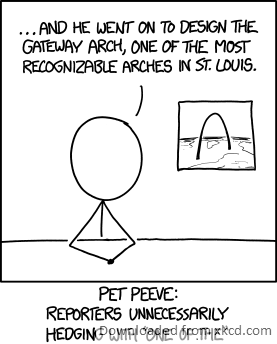 ...AND HE WENT ON TO DESIGN THE
GATEWAY ARCH, ONE OF THE MOST
RECOGNIZABLE ARCHES IN ST. LOUIS.
PET PEEVE:
REPORTERS UNNECESSARILY
HEDGING WITH "ONE OF THE"
Downloaded from xkcd.com